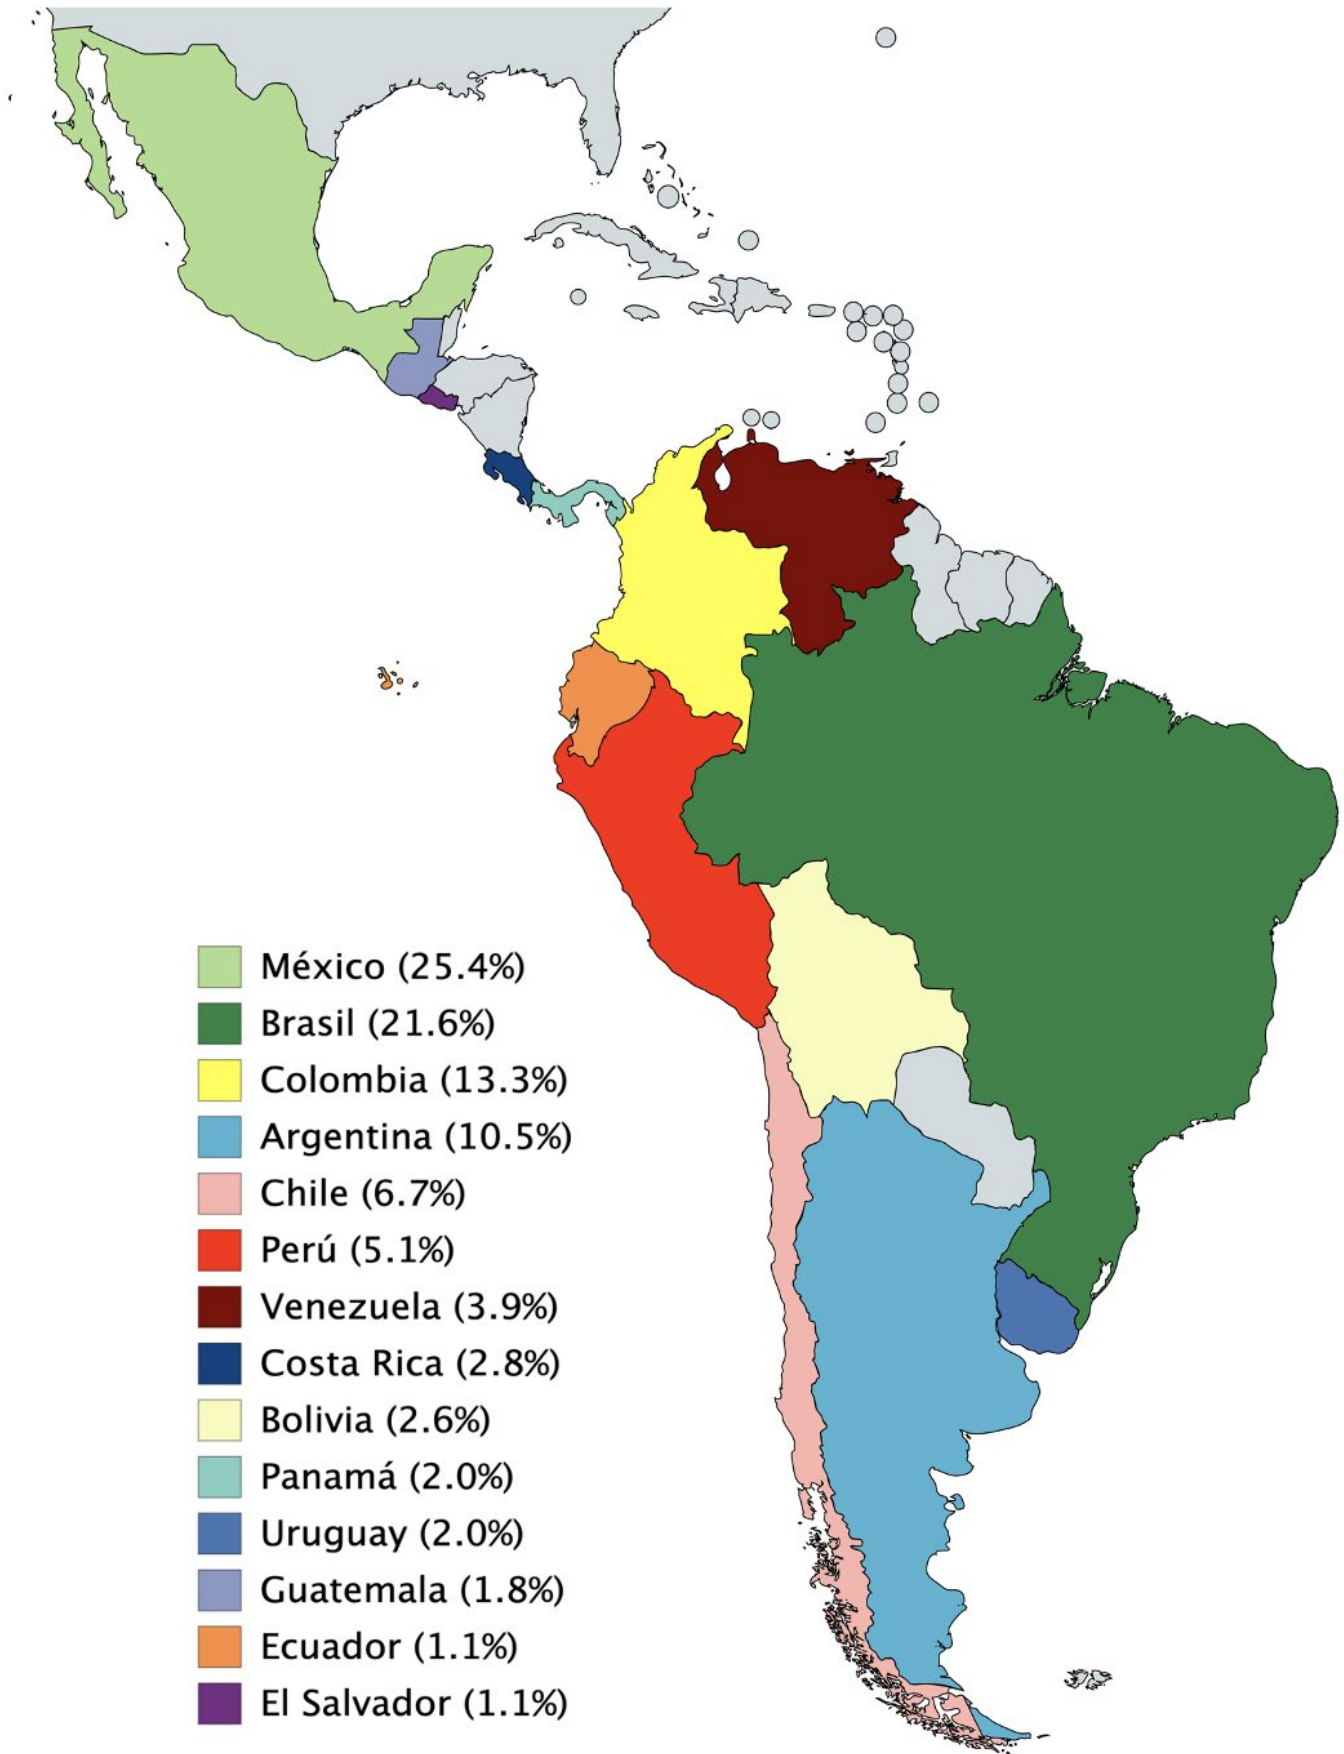 México (25.4%)
Brasil (21.6%)
Colombia (13.3%)
Argentina (10.5%)
Chile (6.7%)
Perú (5.1%)
Venezuela (3.9%)
Costa Rica (2.8%)
Bolivia (2.6%)
Panamá (2.0%)
Uruguay (2.0%)
Guatemala (1.8%)
Ecuador (1.1%)
El Salvador (1.1%)